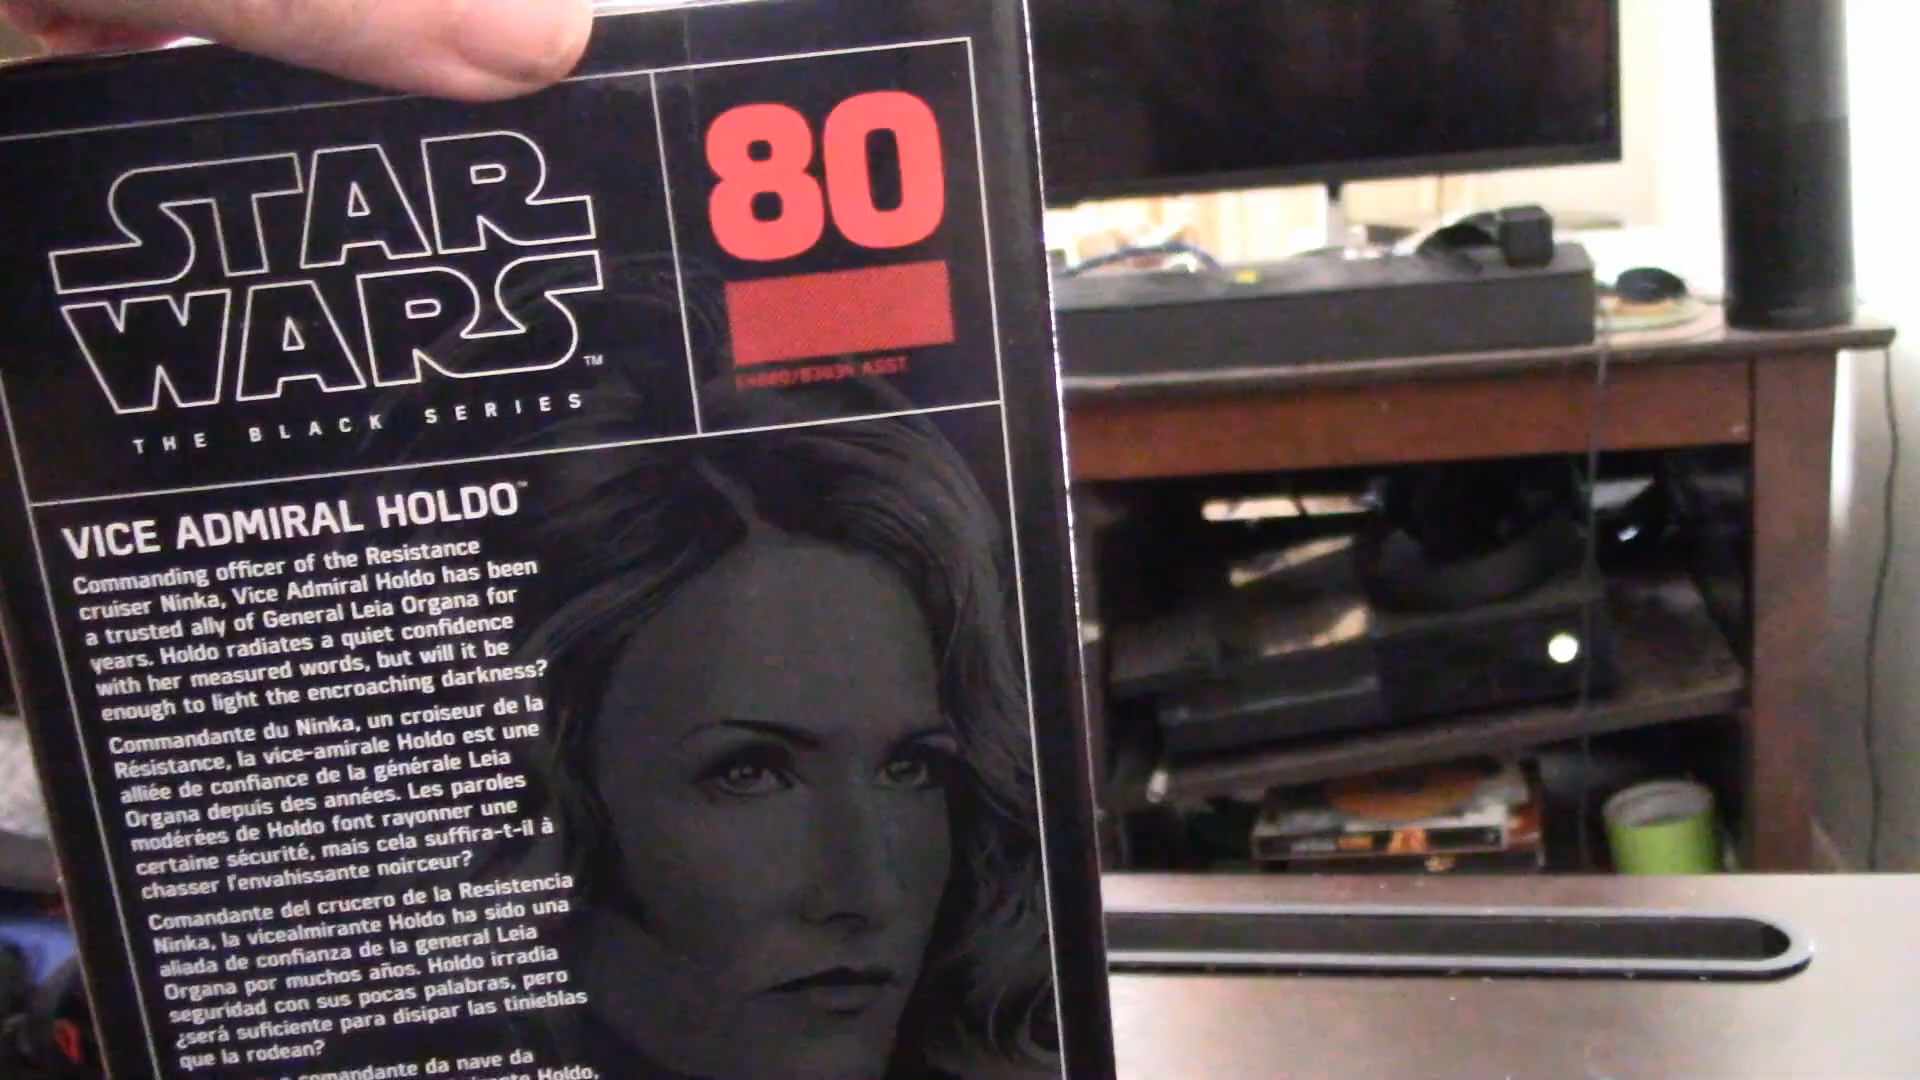 STAR
WARS™
THE BLACK SERIES
80
E4080/B3834 ASST.
VICE ADMIRAL HOLDO™
Commanding officer of the Resistance
cruiser Ninka, Vice Admiral Holdo has been
a trusted ally of General Leia Organa for
years. Holdo radiates a quiet confidence
with her measured words, but will it be
enough to light the encroaching darkness?
Commandante du Ninka, un croiseur de la
Résistance, la vice-amirale Holdo est une
alliée de confiance de la générale Leia
Organa depuis des années. Les paroles
modérées de Holdo font rayonner une
certaine sécurité, mais cela suffira-t-il à
chasser l'envahissante noirceur?
Comandante del crucero de la Resistencia
Ninka, la vicealmirante Holdo ha sido una
aliada de confianza de la general Leia
Organa por muchos años. Holdo irradia
seguridad con sus pocas palabras, pero
¿será suficiente para disipar las tinieblas
que la rodean?
comandante da nave da
Holdo,